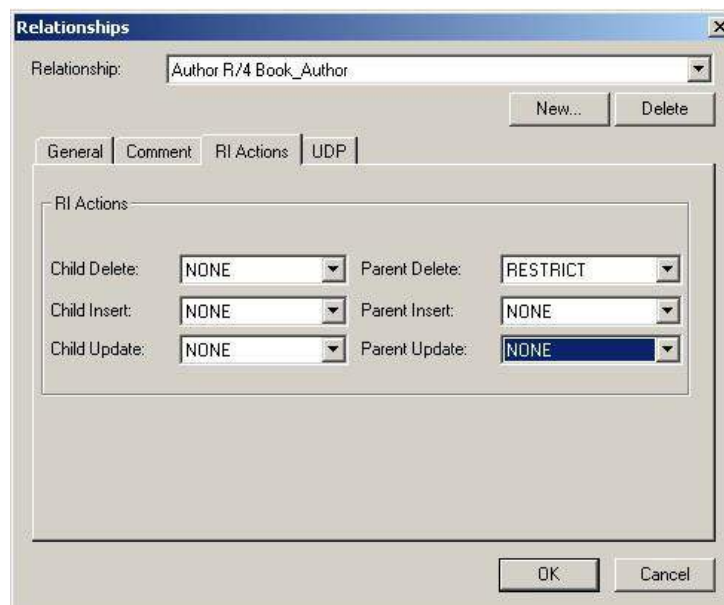 Relationships
Relationship: Author R/4 Book_Author
New... Delete
General Comment RI Actions UDP
RI Actions
Child Delete: NONE Parent Delete: RESTRICT
Child Insert: NONE Parent Insert: NONE
Child Update: NONE Parent Update: NONE
OK Cancel